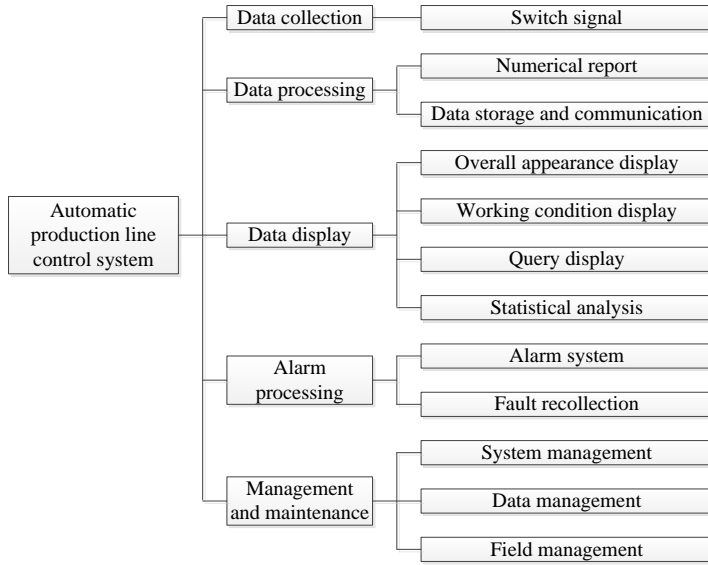 Automatic
production line
control system
Data collection
Switch signal
Data processing
Numerical report
Data storage and communication
Data display
Overall appearance display
Working condition display
Query display
Statistical analysis
Alarm
processing
Alarm system
Fault recollection
Management
and maintenance
System management
Data management
Field management